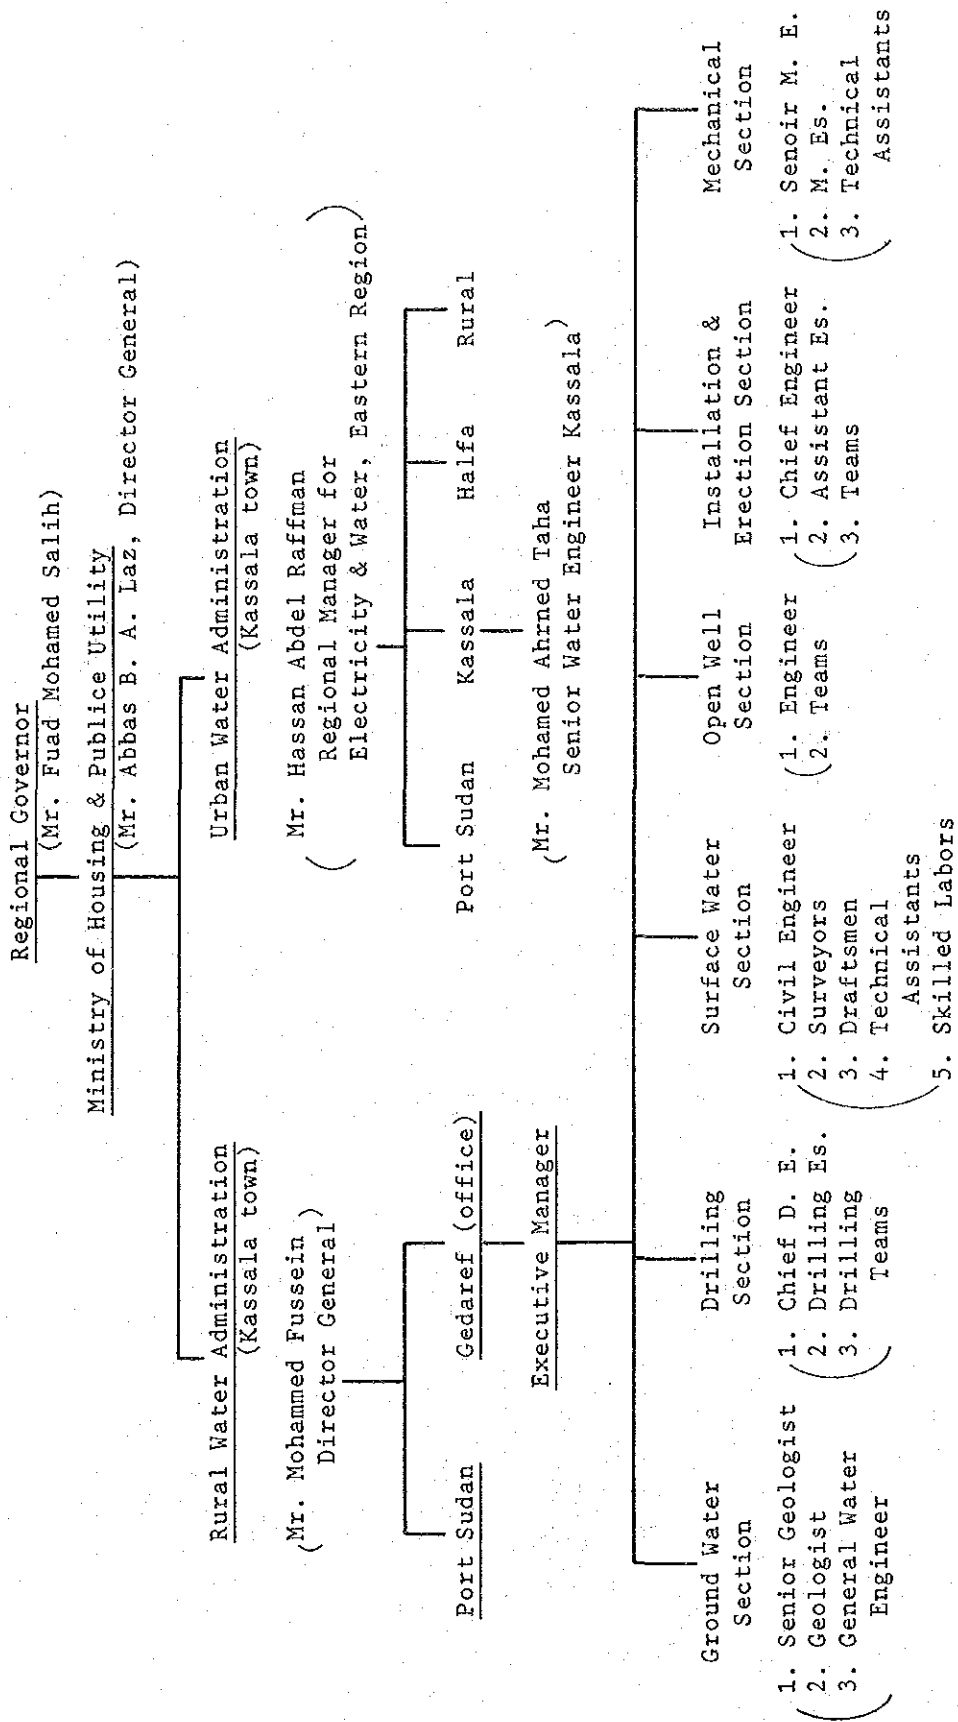 Regional Governor
(Mr. Fuad Mohamed Salih)
Ministry of Housing & Publice Utility
(Mr. Abbas B. A. Laz, Director General)
Rural Water Administration
(Kassala town)
(Mr. Mohammed Fussein
Director General)
Urban Water Administration
(Kassala town)
(Mr. Hassan Abdel Raffman
Regional Manager for
Electricity & Water, Eastern Region)
Port Sudan
Gedaref (office)
Executive Manager
Port Sudan
Kassala
Halfa
Rural
(Mr. Mohamed Ahrned Taha
Senior Water Engineer Kassala)
Ground Water
Section
(1. Senior Geologist
2. Geologist
3. General Water
Engineer)
Drilling
Section
(1. Chief D. E.
2. Drilling Es.
3. Drilling
Teams)
Surface Water
Section
(1. Civil Engineer
2. Surveyors
3. Draftsmen
4. Technical
Assistants
5. Skilled Labors)
Open Well
Section
(1. Engineer
2. Teams)
Installation &
Erection Section
(1. Chief Engineer
2. Assistant Es.
3. Teams)
Mechanical
Section
(1. Senoir M. E.
2. M. Es.
3. Technical
Assistants)